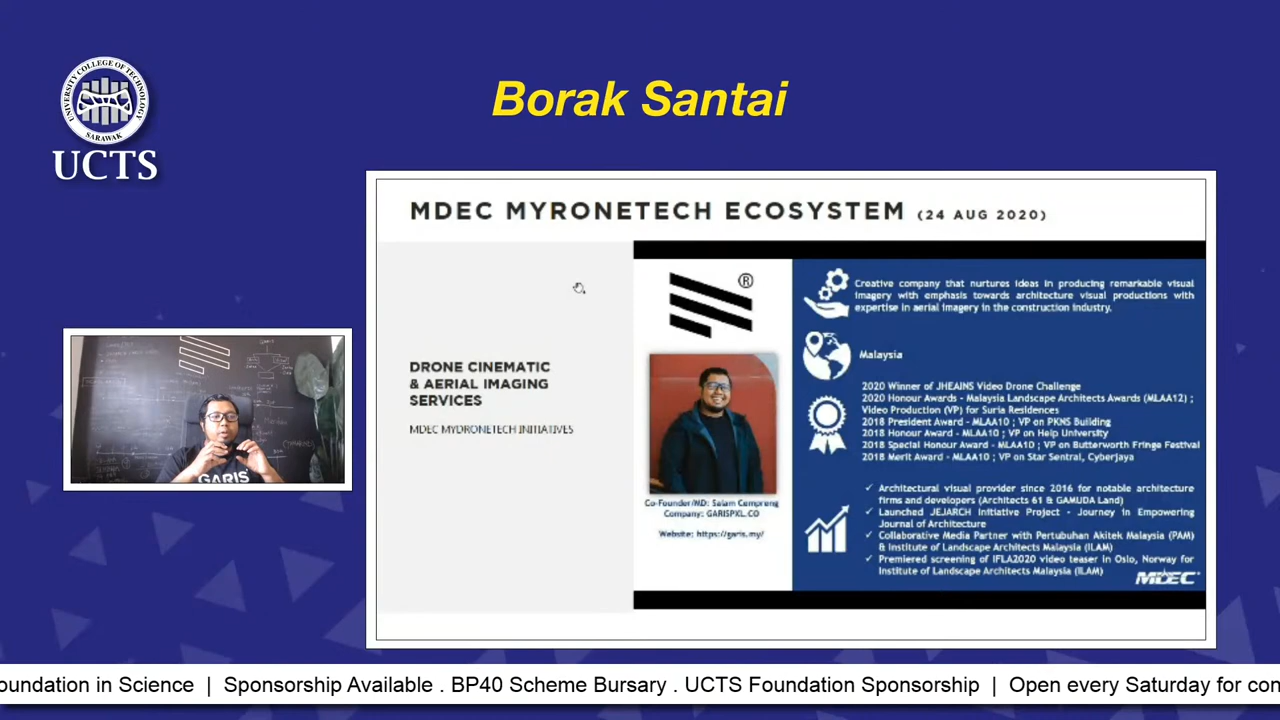 UNIVERSITY COLLEGE OF TECHNOLOGY
SARAWAK
UCTS
Borak Santai
MDEC MYRONETECH ECOSYSTEM (24 AUG 2020)
DRONE CINEMATIC
& AERIAL IMAGING
SERVICES
MDEC MYDRONETECH INITIATIVES
®
Co-Founder/MD: Salam Cempreng
Company: GARISPXL.CO
Website: https://garis.my/
Creative company that nurtures ideas in producing remarkable visual
imagery with emphasis towards architecture visual productions with
expertise in aerial imagery in the construction industry.
Malaysia
2020 Winner of JHEAINS Video Drone Challenge
2020 Honour Awards - Malaysia Landscape Architects Awards (MLAA12) ;
Video Production (VP) for Suria Residences
2018 President Award - MLAA10 ; VP on PKNS Building
2018 Honour Award - MLAA10 ; VP on Help University
2018 Special Honour Award - MLAA10 ; VP on Butterworth Fringe Festival
2018 Merit Award - MLAA10 ; VP on Star Sentral, Cyberjaya
✓ Architectural visual provider since 2016 for notable architecture
firms and developers (Architects 61 & GAMUDA Land)
✓ Launched JEJARCH Initiative Project - Journey in Empowering
Journal of Architecture
✓ Collaborative Media Partner with Pertubuhan Akitek Malaysia (PAM)
& Institute of Landscape Architects Malaysia (ILAM)
✓ Premiered screening of IFLA2020 video teaser in Oslo, Norway for
Institute of Landscape Architects Malaysia (ILAM)
MDEC
GARIS
oundation in Science | Sponsorship Available . BP40 Scheme Bursary . UCTS Foundation Sponsorship | Open every Saturday for con